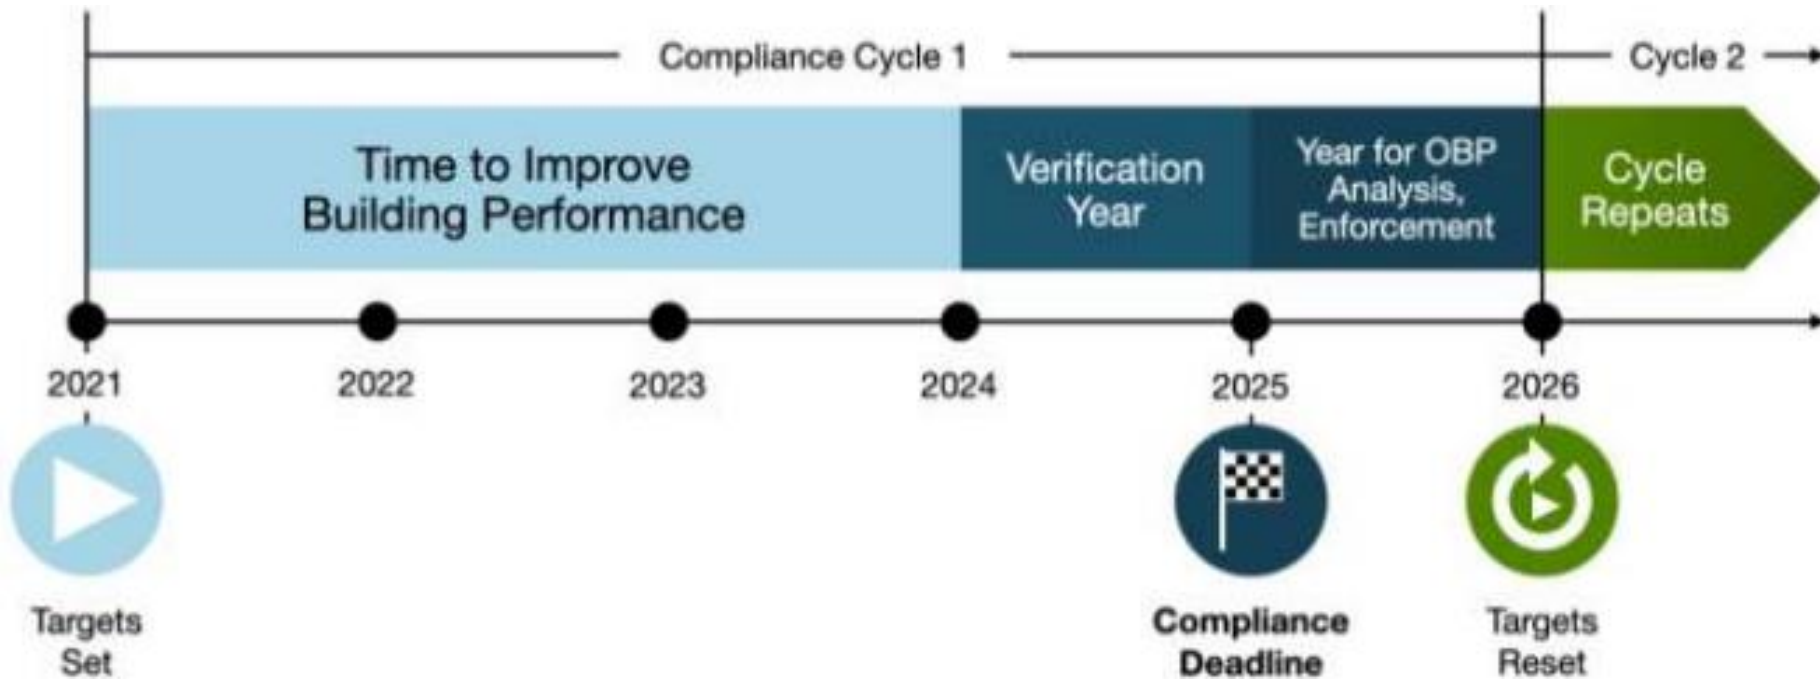 Compliance Cycle 1
Cycle 2
Time to Improve
Building Performance
Verification
Year
Year for OBP
Analysis,
Enforcement
Cycle
Repeats
2021
2022
2023
2024
2025
2026
Targets
Set
Compliance
Deadline
Targets
Reset